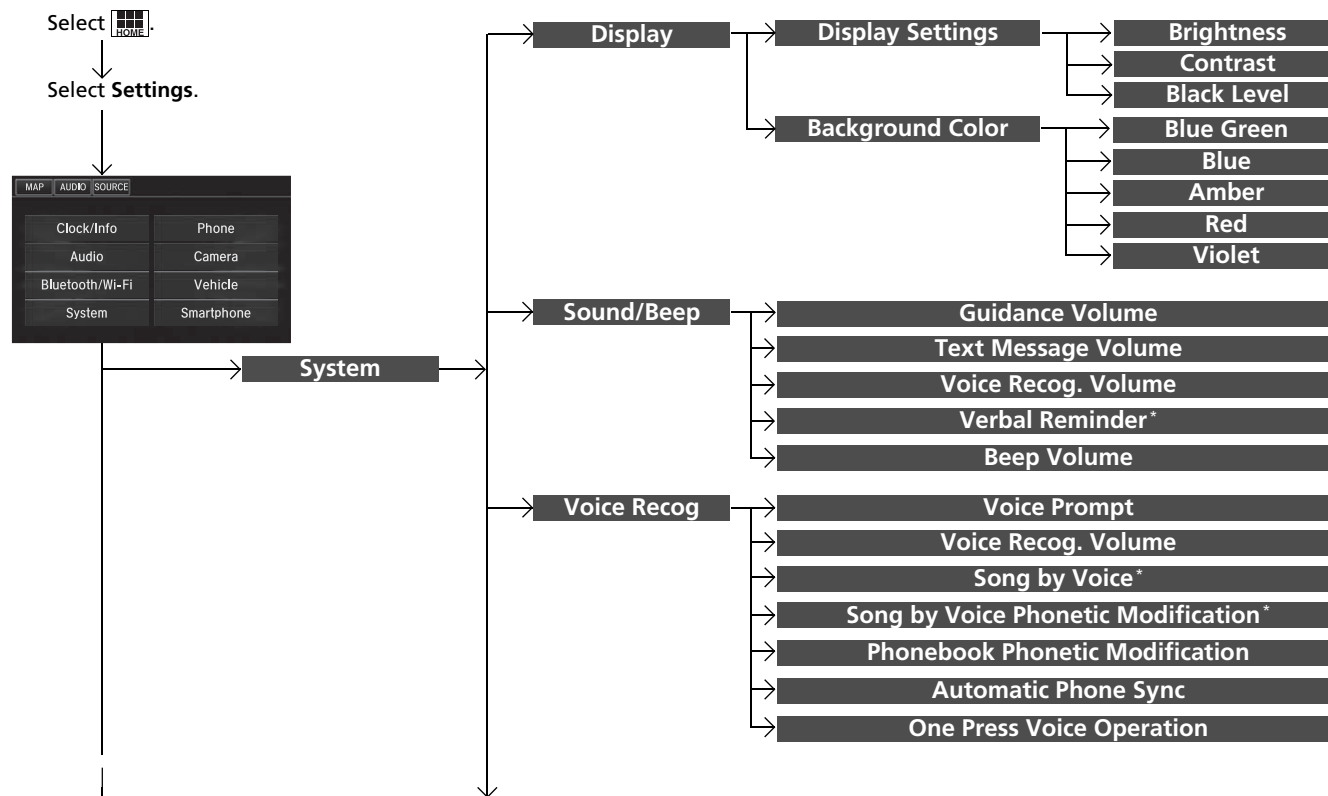 Select HOME.
Select Settings.
MAP AUDIO SOURCE
Clock/Info Phone
Audio Camera
Bluetooth/Wi-Fi Vehicle
System Smartphone
System
Display
Display Settings
Brightness
Contrast
Black Level
Background Color
Blue Green
Blue
Amber
Red
Violet
Sound/Beep
Guidance Volume
Text Message Volume
Voice Recog. Volume
Verbal Reminder*
Beep Volume
Voice Recog
Voice Prompt
Voice Recog. Volume
Song by Voice*
Song by Voice Phonetic Modification*
Phonebook Phonetic Modification
Automatic Phone Sync
One Press Voice Operation